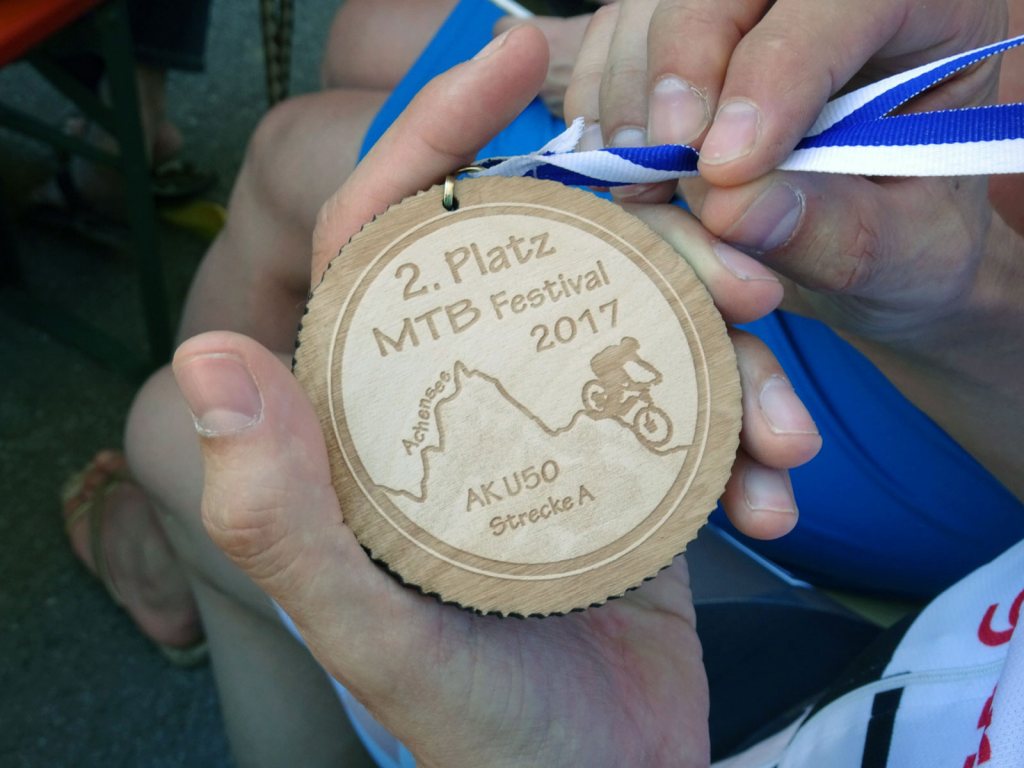 2. Platz
MTB Festival
2017
Achensee
AK U50
Strecke A